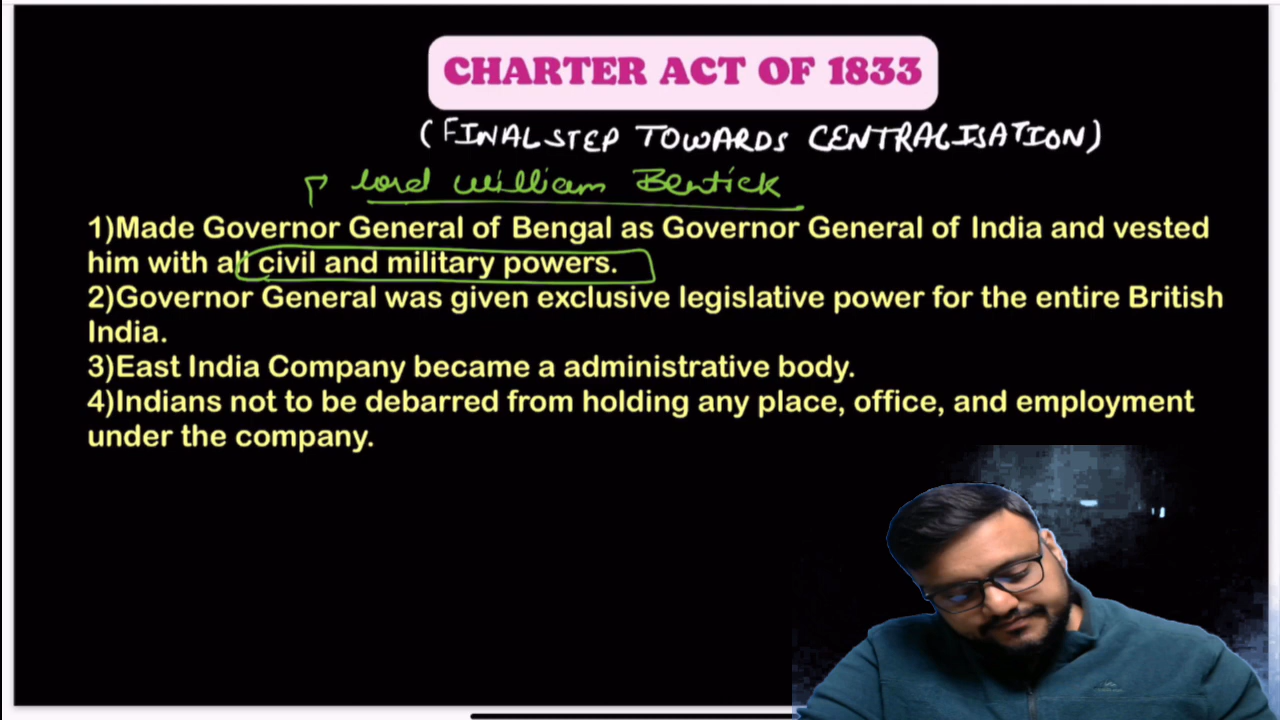 CHARTER ACT OF 1833
(FINAL STEP TOWARDS CENTRALISATION)
lord william Bentick
1)Made Governor General of Bengal as Governor General of India and vested
him with all civil and military powers.
2)Governor General was given exclusive legislative power for the entire British
India.
3)East India Company became a administrative body.
4)Indians not to be debarred from holding any place, office, and employment
under the company.